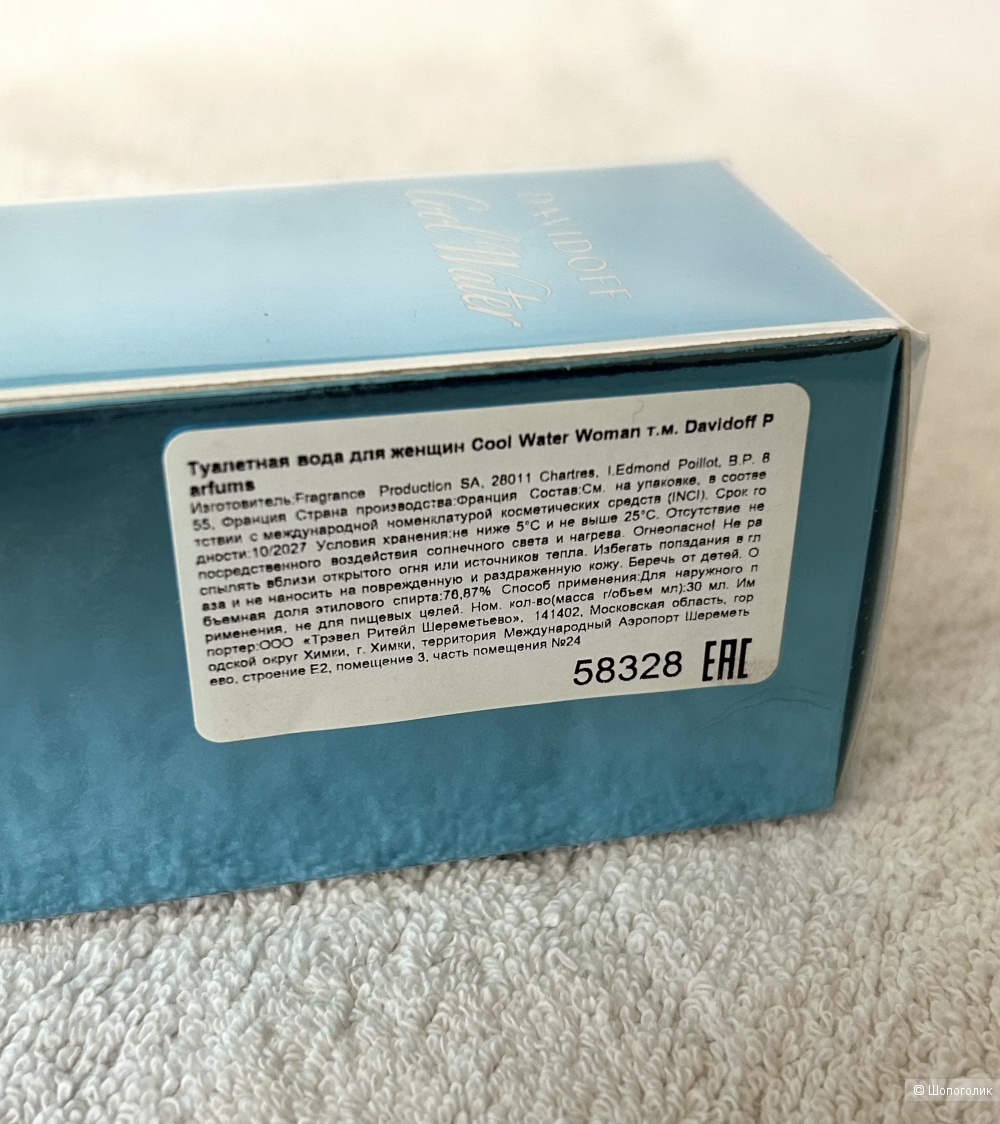 DAVIDOFF
Cool Water
Туалетная вода для женщин Cool Water Woman т.м. Davidoff P
arfums
Изготовитель:Fragrance Production SA, 28011 Chartres, I.Edmond Poillot, B.P. 8
55, Франция Страна производства:Франция Состав:См. на упаковке, в соотве
тствии с международной номенклатурой косметических средств (INCI). Срок го
дности:10/2027 Условия хранения:не ниже 5°C и не выше 25°C. Отсутствие не
посредственного воздействия солнечного света и нагрева. Огнеопасно! Не ра
спылять вблизи открытого огня или источников тепла. Избегать попадания в гл
аза и не наносить на поврежденную и раздраженную кожу. Беречь от детей. О
бъемная доля этилового спирта:76,87% Способ применения:Для наружного п
рименения, не для пищевых целей. Ном. кол-во(масса г/объем мл):30 мл. Им
портер:ООО «Трэвел Ритейл Шереметьево», 141402, Московская область, гор
одской округ Химки, г. Химки, территория Международный Аэропорт Шеремет
ево, строение Е2, помещение 3, часть помещения №24
58328 EAC
© Шопоголик